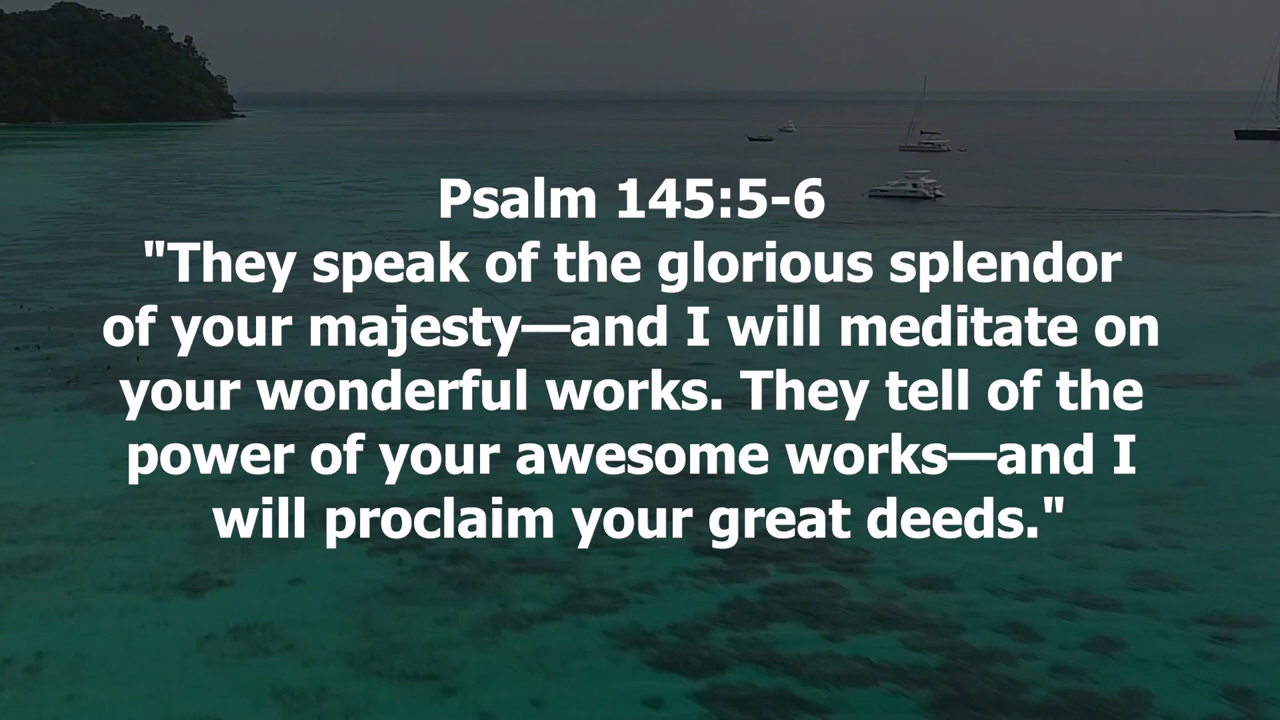 Psalm 145:5-6
"They speak of the glorious splendor
of your majesty—and I will meditate on
your wonderful works. They tell of the
power of your awesome works—and I
will proclaim your great deeds."